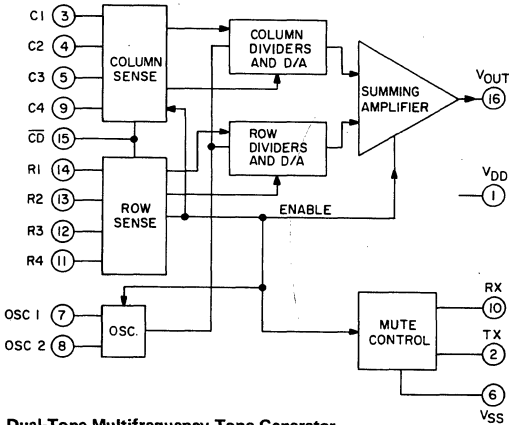 C1 3
C2 4
C3 5
C4 9
CD 15
R1 14
R2 13
R3 12
R4 11
OSC 1 7
OSC 2 8
COLUMN
SENSE
ROW
SENSE
OSC.
COLUMN
DIVIDERS
AND D/A
ROW
DIVIDERS
AND D/A
ENABLE
SUMMING
AMPLIFIER
MUTE
CONTROL
VOUT
16
VDD
1
RX
10
TX
2
6
VSS
Dual-Tone Multifrequency Tone Generator